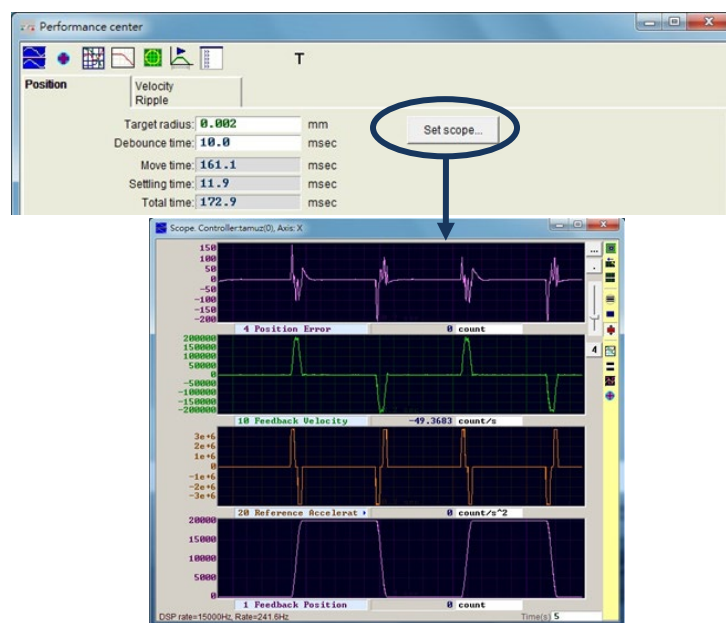 Performance center
T
Position
Velocity
Ripple
Target radius: 0.002 mm
Debounce time: 10.0 msec
Move time: 161.1 msec
Settling time: 11.9 msec
Total time: 172.9 msec
Set scope...
Scope. Controller:tamuz(0), Axis: X
150
100
50
0
-50
-100
-150
-200
4 Position Error 0 count
200000
150000
100000
50000
0
-50000
-100000
-150000
-200000
10 Feedback Velocity -49.3683 count/s
3e+6
2e+6
1e+6
0
-1e+6
-2e+6
-3e+6
20 Reference Accelerat 0 count/s^2
20000
15000
10000
5000
0
1 Feedback Position 0 count
DSP rate=15000Hz, Rate=241.6Hz Time(s) 5
...
.
4